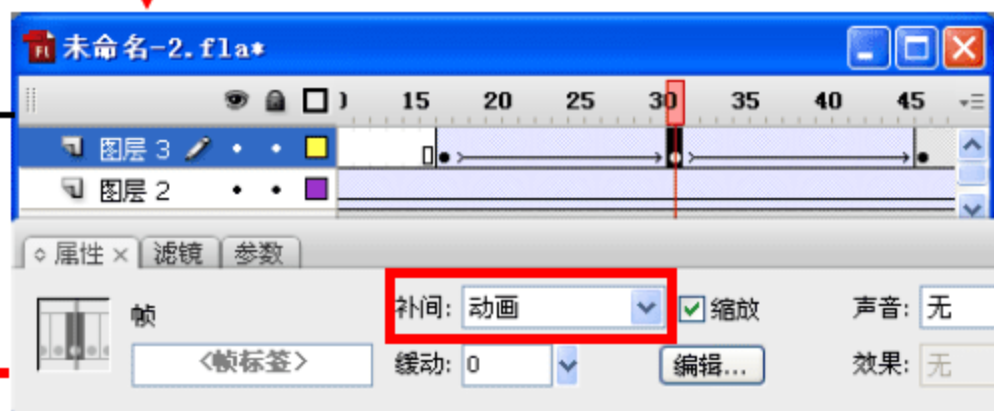 未命名-2.fla*
15 20 25 30 35 40 45
图层 3
图层 2
属性 × 滤镜 参数
帧 补间: 动画 缩放 声音: 无
<帧标签> 缓动: 0 编辑... 效果: 无